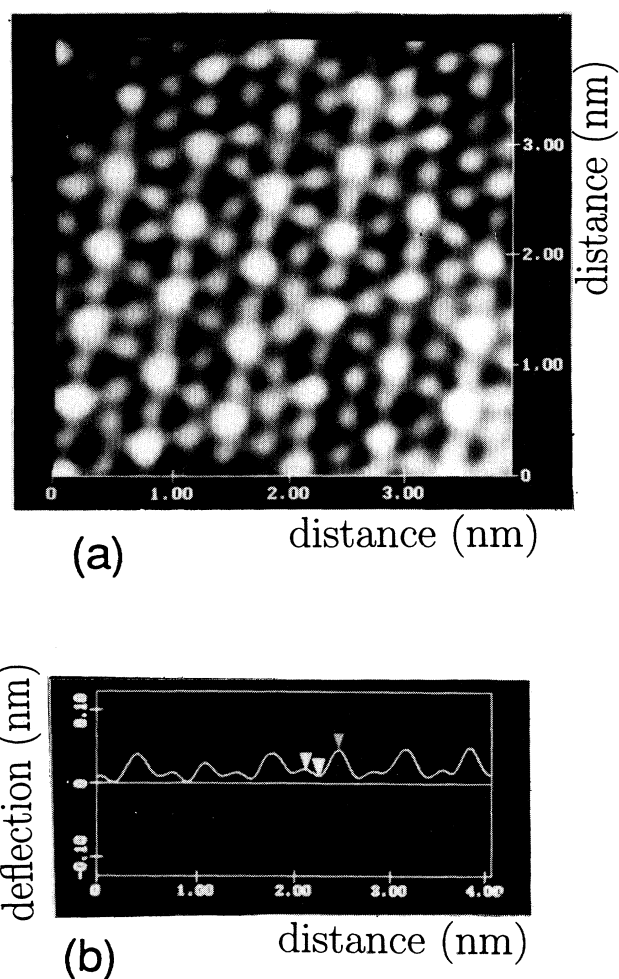 3.00
2.00
1.00
0
distance (nm)
0 1.00 2.00 3.00
distance (nm)
(a)
0.10
0
-0.10
deflection (nm)
0 1.00 2.00 3.00 4.00
distance (nm)
(b)